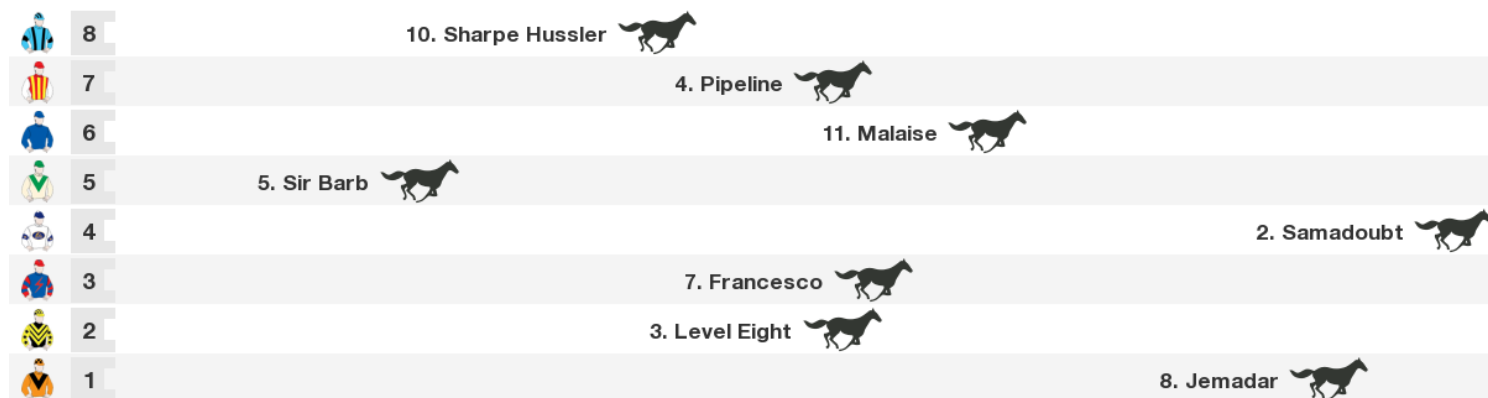 8 10. Sharpe Hussler
7 4. Pipeline
6 11. Malaise
5 5. Sir Barb
4 2. Samadoubt
3 7. Francesco
2 3. Level Eight
1 8. Jemadar